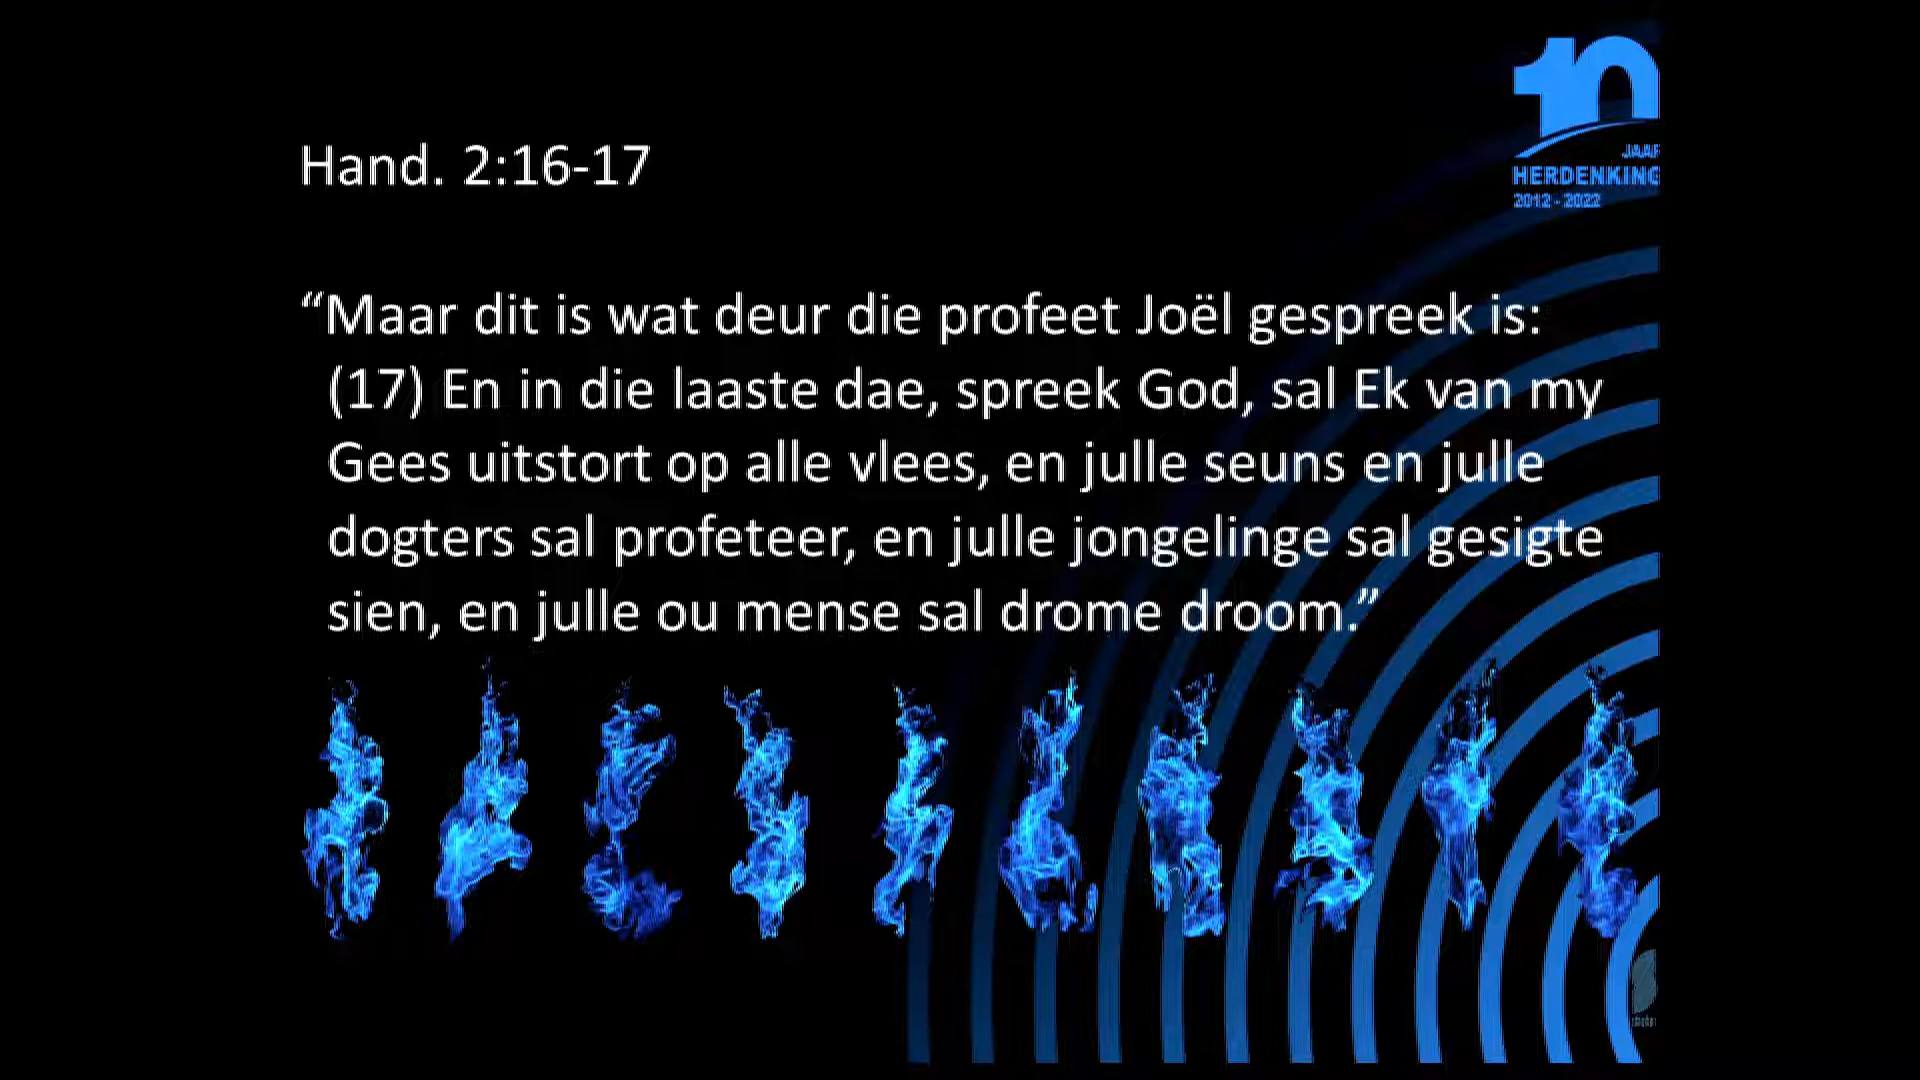 10
JAAR
HERDENKING
2012 - 2022
Hand. 2:16-17
“Maar dit is wat deur die profeet Joël gespreek is:
(17) En in die laaste dae, spreek God, sal Ek van my
Gees uitstort op alle vlees, en julle seuns en julle
dogters sal profeteer, en julle jongelinge sal gesigte
sien, en julle ou mense sal drome droom.”